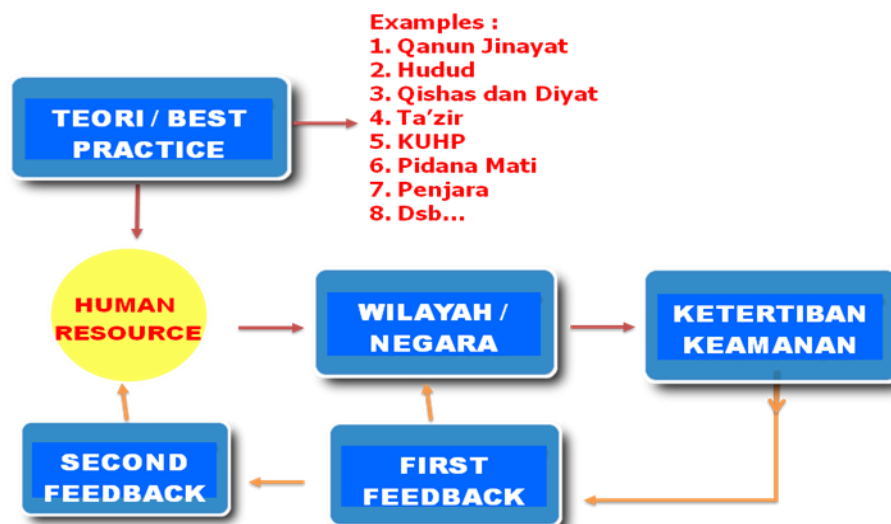 Examples :
1. Qanun Jinayat
2. Hudud
3. Qishas dan Diyat
4. Ta’zir
5. KUHP
6. Pidana Mati
7. Penjara
8. Dsb...
TEORI / BEST
PRACTICE
HUMAN
RESOURCE
WILAYAH /
NEGARA
KETERTIBAN
KEAMANAN
SECOND
FEEDBACK
FIRST
FEEDBACK